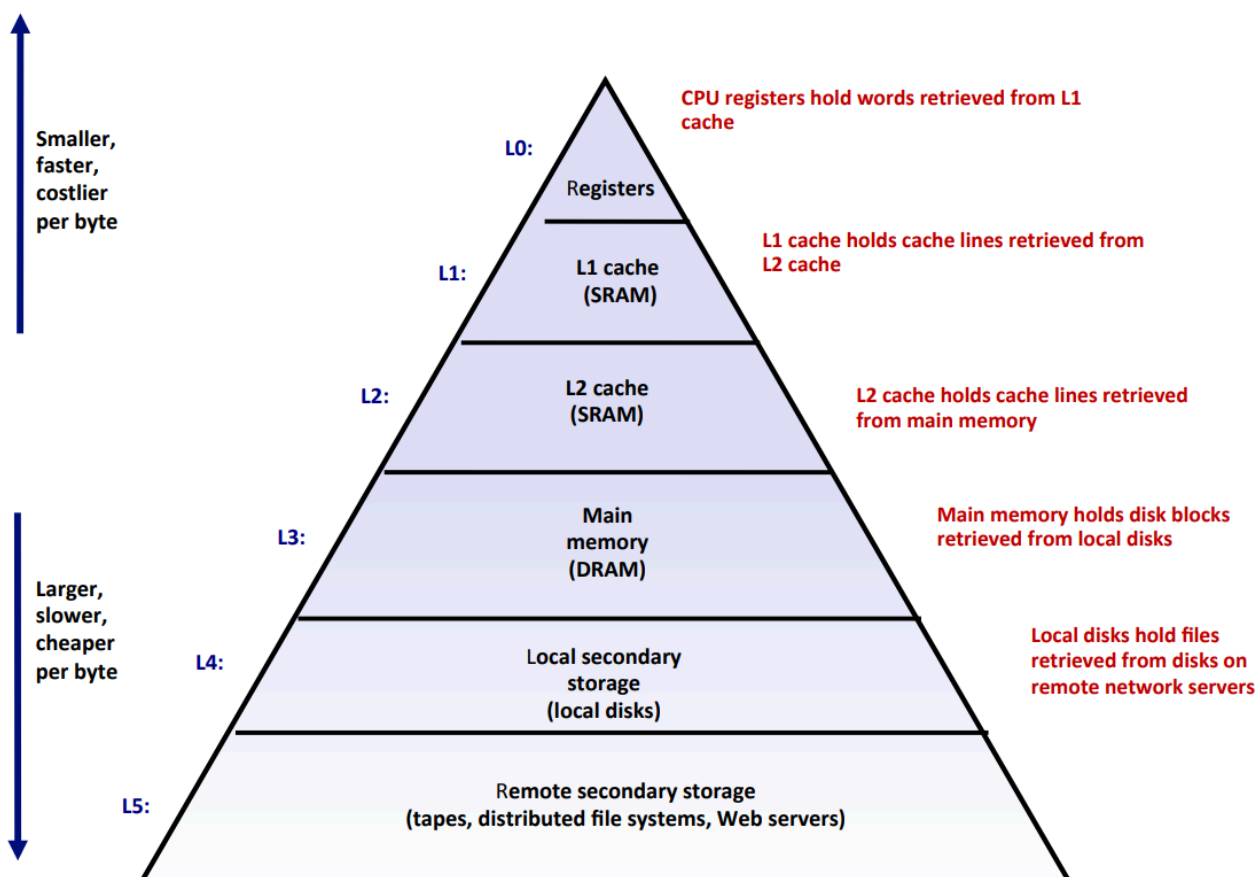 CPU registers hold words retrieved from L1
cache
Smaller,
faster,
costlier
per byte
L0:
Registers
L1 cache holds cache lines retrieved from
L2 cache
L1:
L1 cache
(SRAM)
L2:
L2 cache
(SRAM)
L2 cache holds cache lines retrieved
from main memory
Main memory holds disk blocks
retrieved from local disks
L3:
Main
memory
(DRAM)
Larger,
slower,
cheaper
per byte
Local disks hold files
retrieved from disks on
remote network servers
L4:
Local secondary
storage
(local disks)
L5:
Remote secondary storage
(tapes, distributed file systems, Web servers)